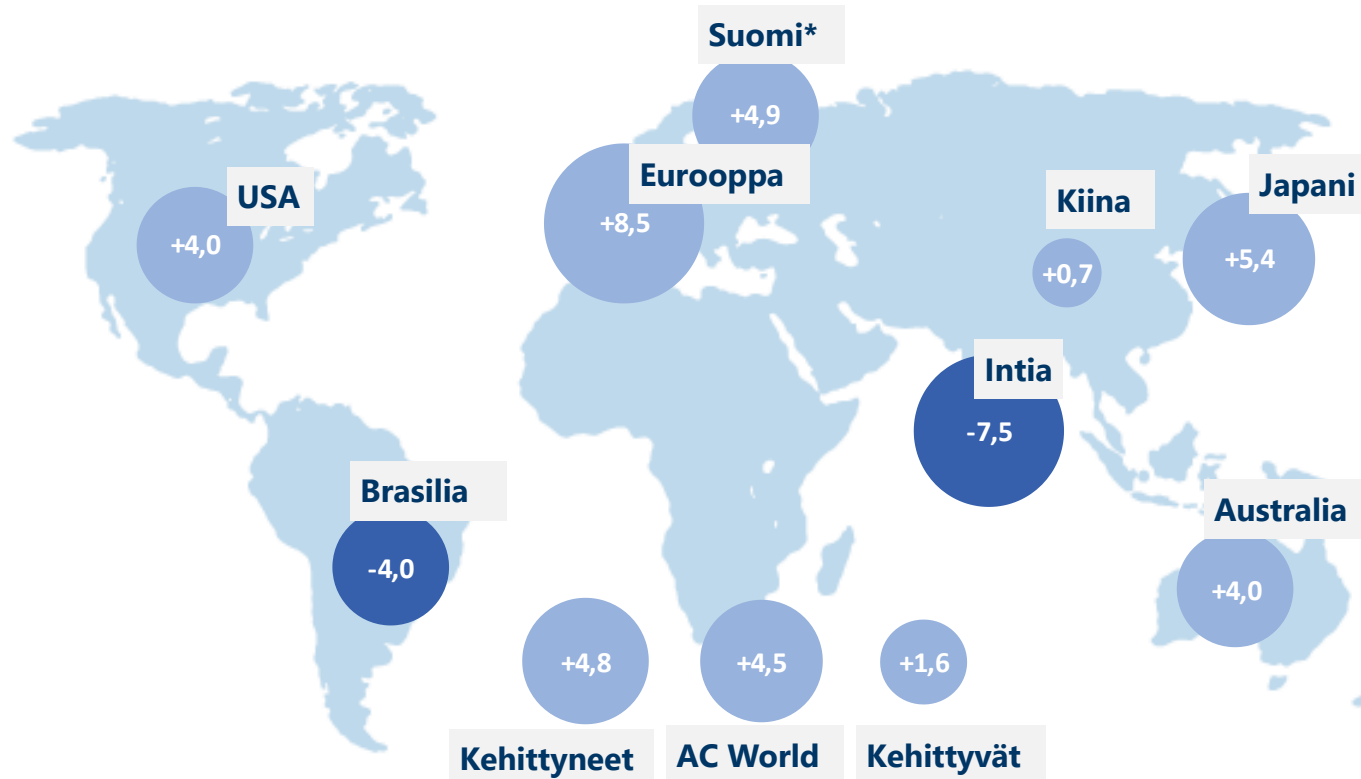 Suomi*
+4,9
Eurooppa
+8,5
USA
+4,0
Kiina
+0,7
Japani
+5,4
Intia
-7,5
Brasilia
-4,0
Australia
+4,0
+4,8
Kehittyneet
+4,5
AC World
+1,6
Kehittyvät